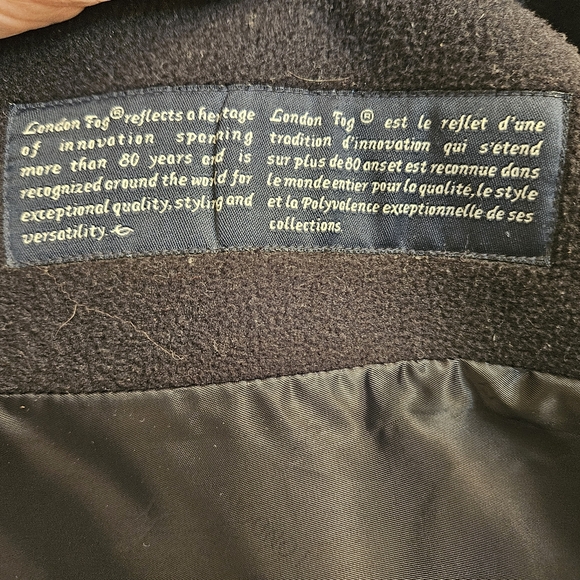 London Fog® reflects a heritage
of innovation spanning
more than 80 years and is
recognized around the world for
exceptional quality, styling and
versatility.
London Fog ® est le reflet d'une
tradition d'innovation qui s'étend
sur plus de 80 ans et est reconnue dans
le monde entier pour la qualité, le style
et la Polyvalence exceptionnelle de ses
collections